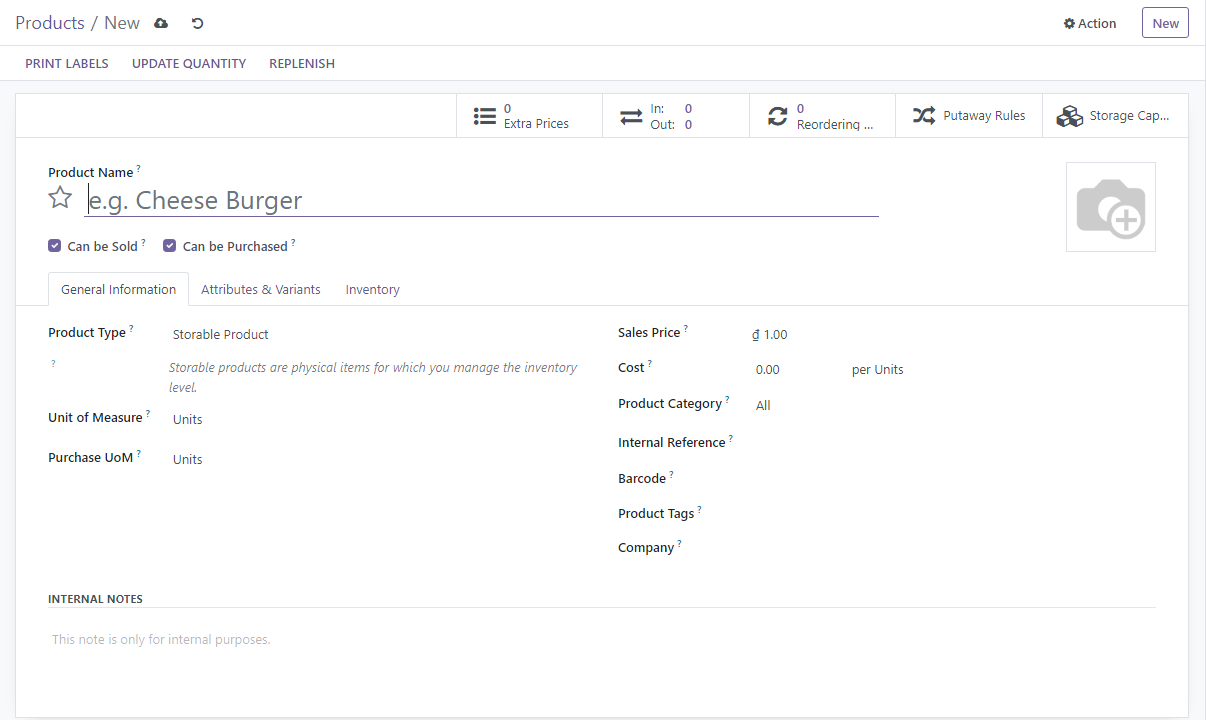 Products / New
Action
New
PRINT LABELS UPDATE QUANTITY REPLENISH
0
Extra Prices
In: 0
Out: 0
0
Reordering ...
Putaway Rules
Storage Cap...
Product Name ?
e.g. Cheese Burger
Can be Sold ? Can be Purchased ?
General Information Attributes & Variants Inventory
Product Type ? Storable Product
? Storable products are physical items for which you manage the inventory
level.
Unit of Measure ? Units
Purchase UoM ? Units
Sales Price ? ₫ 1.00
Cost ? 0.00 per Units
Product Category ? All
Internal Reference ?
Barcode ?
Product Tags ?
Company ?
INTERNAL NOTES
This note is only for internal purposes.